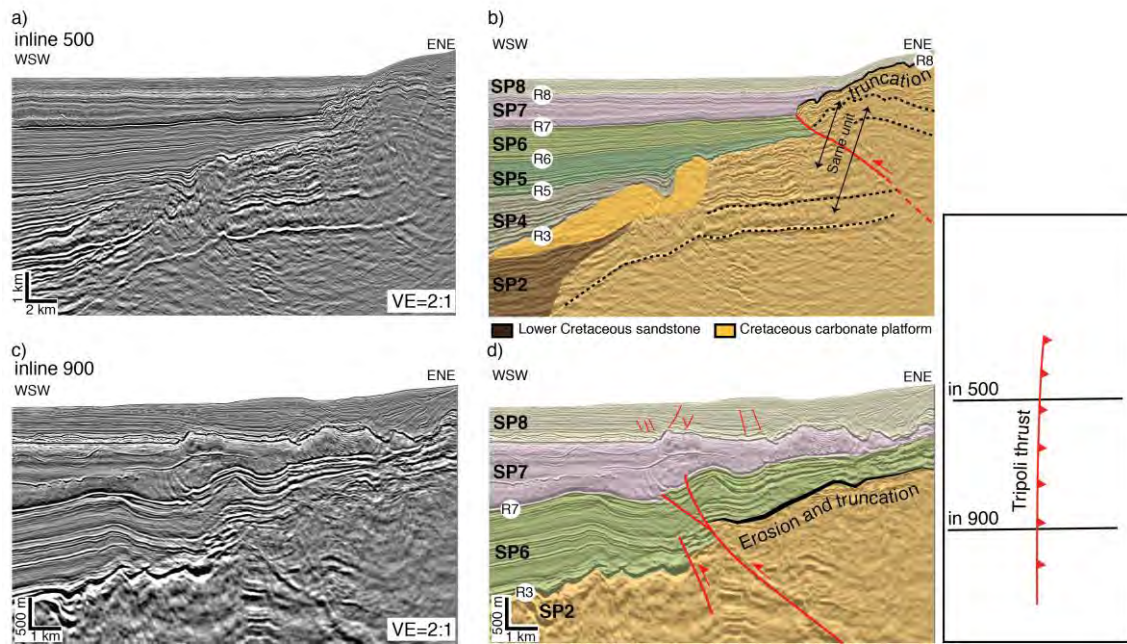 a)
inline 500
WSW
ENE
1 km
2 km
VE=2:1
b)
WSW
ENE
R8
SP8
R8
SP7
R7
SP6
R6
SP5
R5
SP4
R3
SP2
truncation
Same unit
Lower Cretaceous sandstone
Cretaceous carbonate platform
c)
inline 900
WSW
ENE
500 m
1 km
VE=2:1
d)
WSW
ENE
SP8
SP7
R7
SP6
R3
SP2
Erosion and truncation
500 m
1 km
in 500
Tripoli thrust
in 900